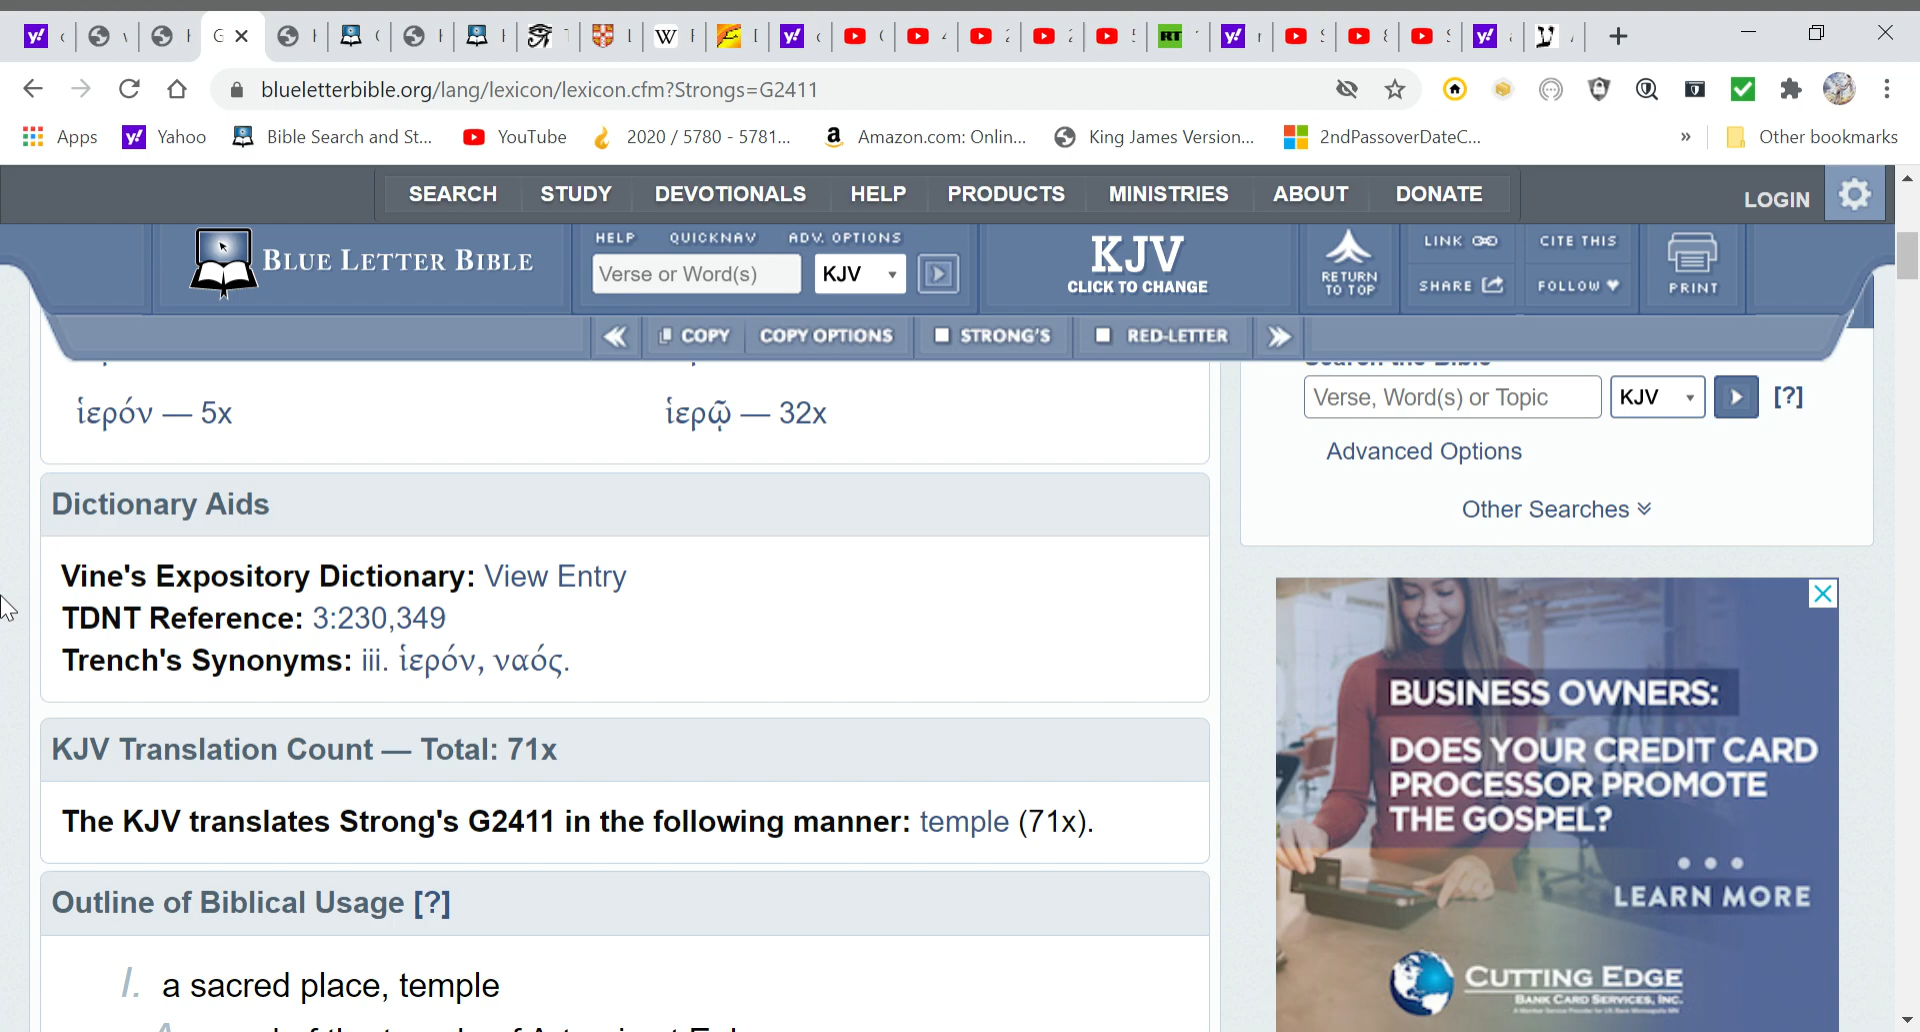 blueletterbible.org/lang/lexicon/lexicon.cfm?Strongs=G2411
Apps
Yahoo
Bible Search and St...
YouTube
2020 / 5780 - 5781...
Amazon.com: Onlin...
King James Version...
2ndPassoverDateC...
»
Other bookmarks
SEARCH
STUDY
DEVOTIONALS
HELP
PRODUCTS
MINISTRIES
ABOUT
DONATE
LOGIN
BLUE LETTER BIBLE
HELP
QUICKNAV
ADV. OPTIONS
Verse or Word(s)
KJV
KJV
CLICK TO CHANGE
RETURN
TO TOP
LINK
CITE THIS
SHARE
FOLLOW
PRINT
COPY
COPY OPTIONS
STRONG'S
RED-LETTER
ἱερόν — 5x
ἱερῷ — 32x
Verse, Word(s) or Topic
KJV
[?]
Advanced Options
Other Searches
Dictionary Aids
Vine's Expository Dictionary: View Entry
TDNT Reference: 3:230,349
Trench's Synonyms: iii. ἱερόν, ναός.
KJV Translation Count — Total: 71x
The KJV translates Strong's G2411 in the following manner: temple (71x).
Outline of Biblical Usage [?]
I. a sacred place, temple
BUSINESS OWNERS:
DOES YOUR CREDIT CARD
PROCESSOR PROMOTE
THE GOSPEL?
LEARN MORE
CUTTING EDGE
BANK CARD SERVICES, INC.